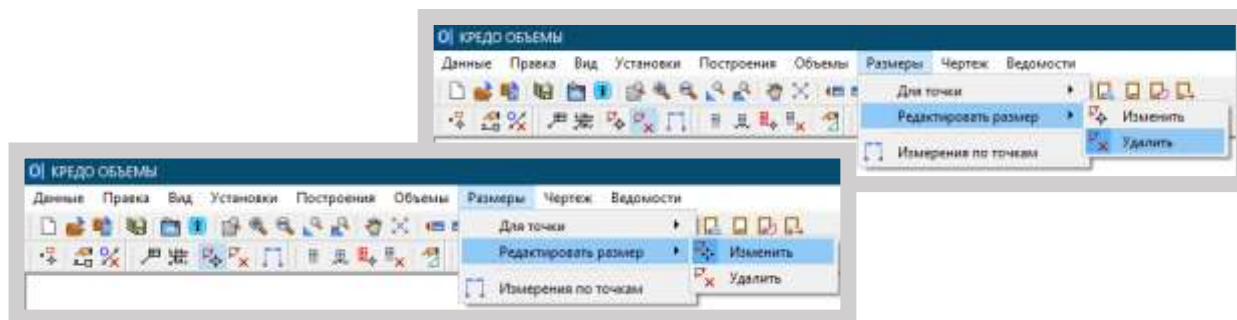 КРЕДО ОБЪЕМЫ
Данные Правка Вид Установки Построения Объемы Размеры Чертеж Ведомости
Для точки
Редактировать размер
Изменить
Удалить
Измерения по точкам
КРЕДО ОБЪЕМЫ
Данные Правка Вид Установки Построения Объемы Размеры Чертеж Ведомости
Для точки
Редактировать размер
Изменить
Удалить
Измерения по точкам